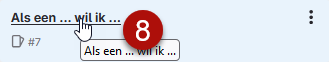 Als een ... wil ik ...
8
#7
Als een ... wil ik ...